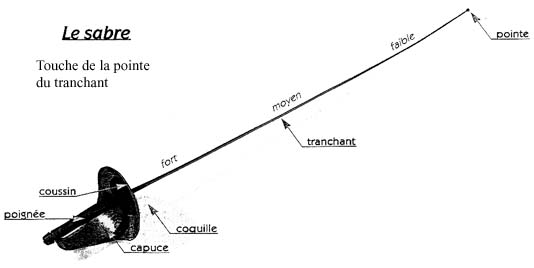 Le sabre
Touche de la pointe
du tranchant
pointe
faible
moyen
tranchant
fort
coussin
poignée
coquille
capuce